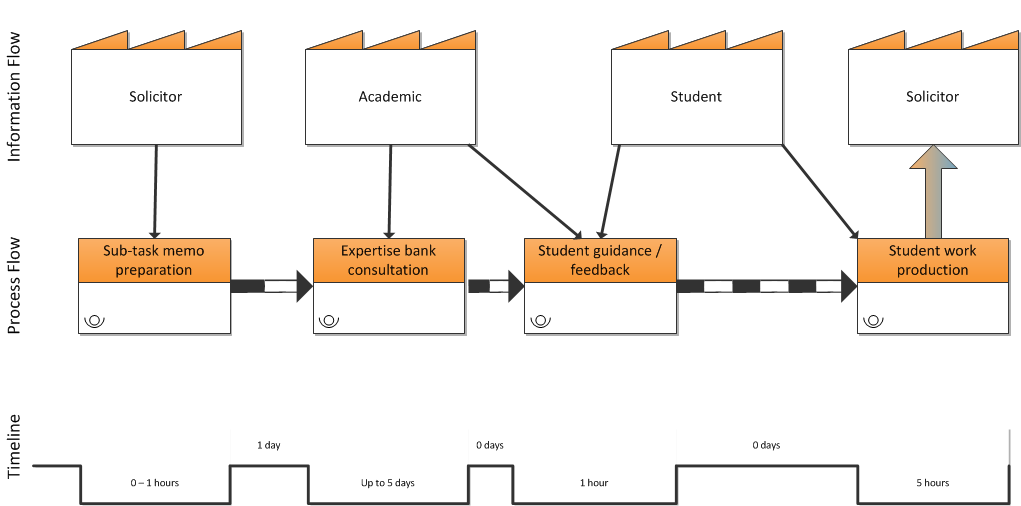 Information Flow
Solicitor
Academic
Student
Solicitor
Process Flow
Sub-task memo
preparation
Expertise bank
consultation
Student guidance /
feedback
Student work
production
Timeline
1 day
0 days
0 days
0 – 1 hours
Up to 5 days
1 hour
5 hours